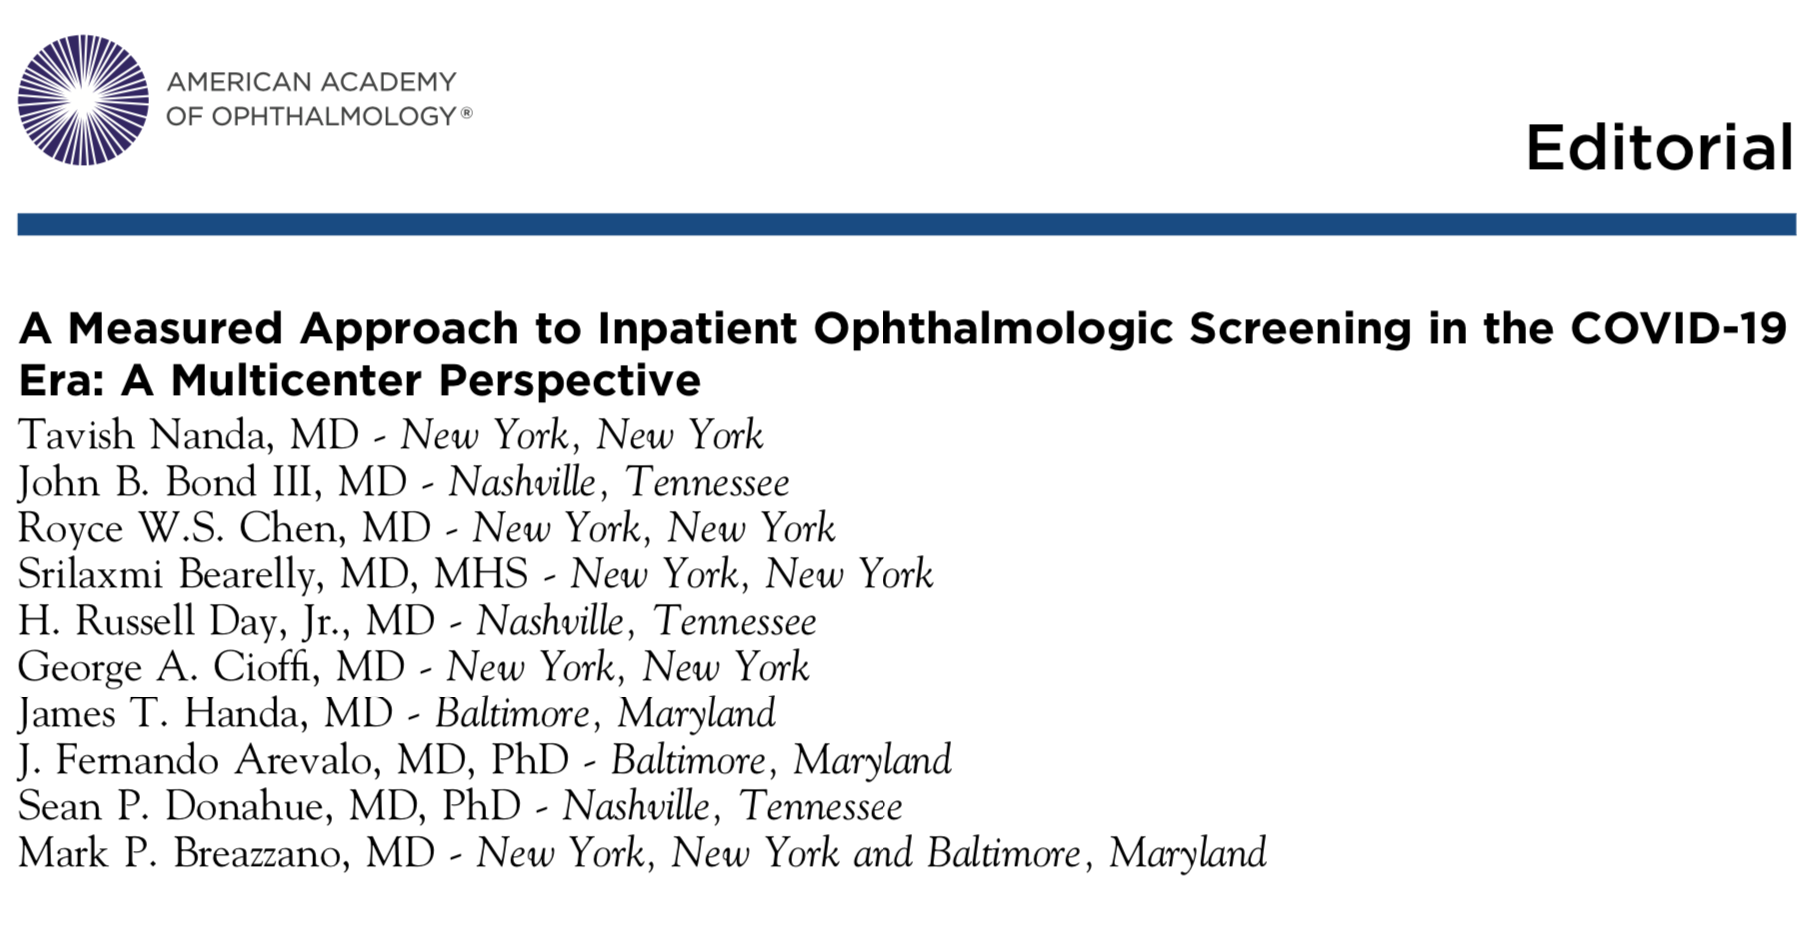 AMERICAN ACADEMY
OF OPHTHALMOLOGY®
Editorial
A Measured Approach to Inpatient Ophthalmologic Screening in the COVID-19
Era: A Multicenter Perspective
Tavish Nanda, MD - New York, New York
John B. Bond III, MD - Nashville, Tennessee
Royce W.S. Chen, MD - New York, New York
Srilaxmi Bearelly, MD, MHS - New York, New York
H. Russell Day, Jr., MD - Nashville, Tennessee
George A. Cioffi, MD - New York, New York
James T. Handa, MD - Baltimore, Maryland
J. Fernando Arevalo, MD, PhD - Baltimore, Maryland
Sean P. Donahue, MD, PhD - Nashville, Tennessee
Mark P. Breazzano, MD - New York, New York and Baltimore, Maryland